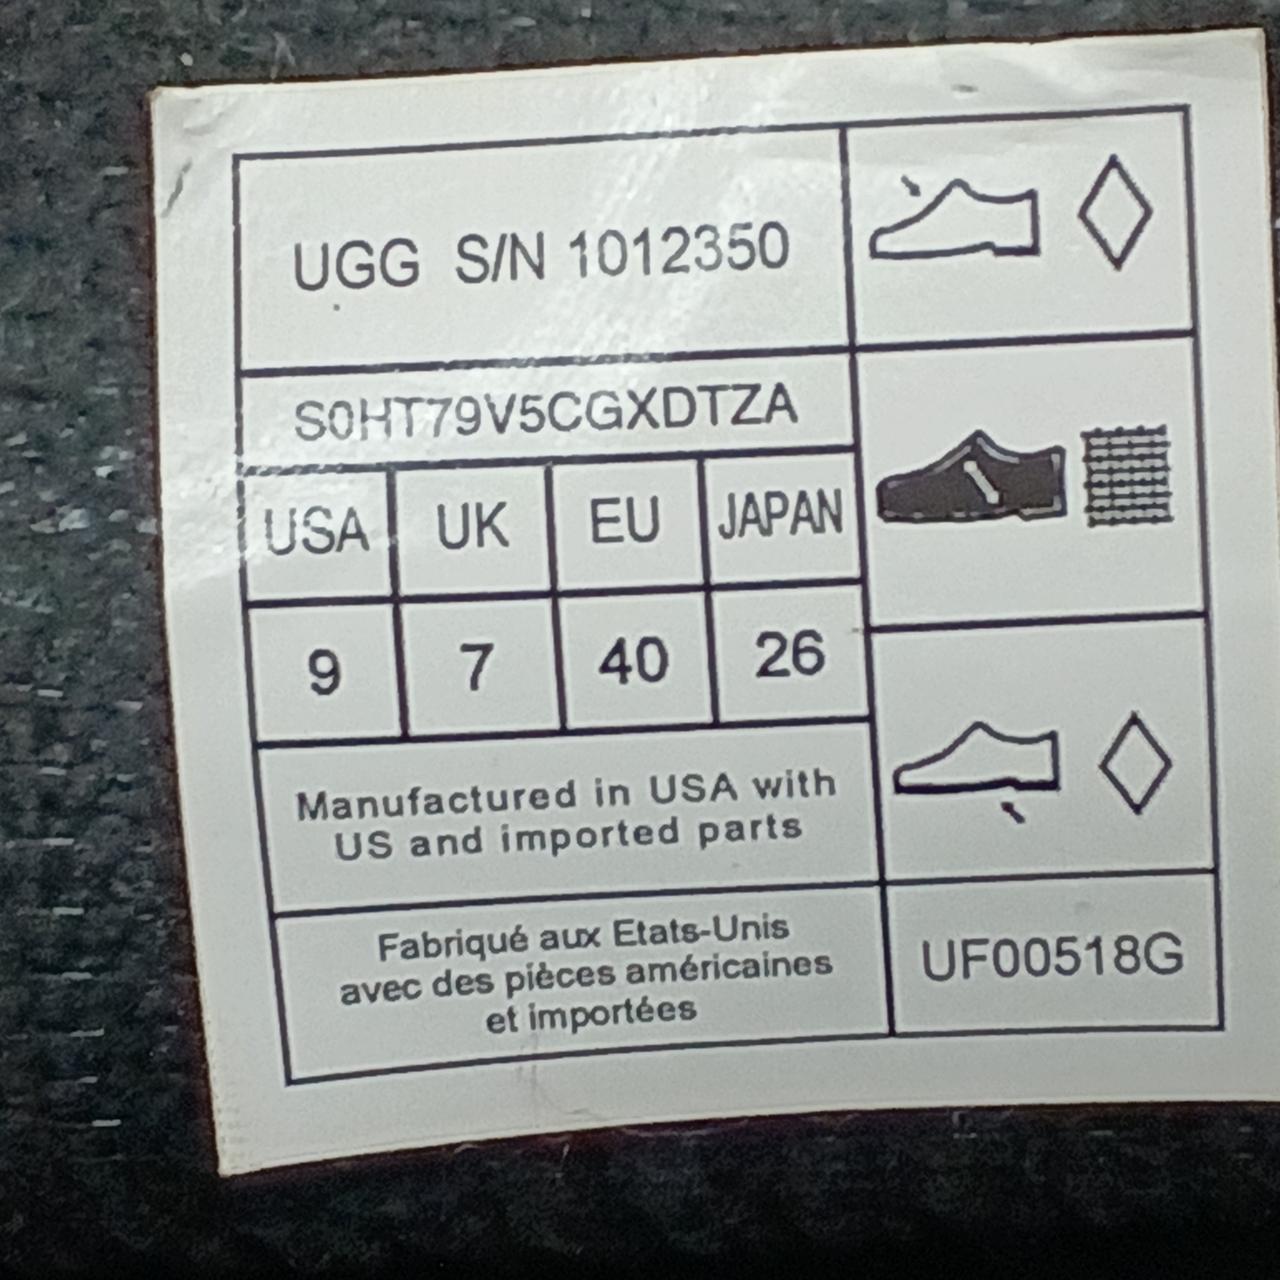 UGG S/N 1012350
S0HT79V5CGXDTZA
USA UK EU JAPAN
9 7 40 26
Manufactured in USA with
US and imported parts
Fabriqué aux Etats-Unis
avec des pièces américaines
et importées
UF00518G